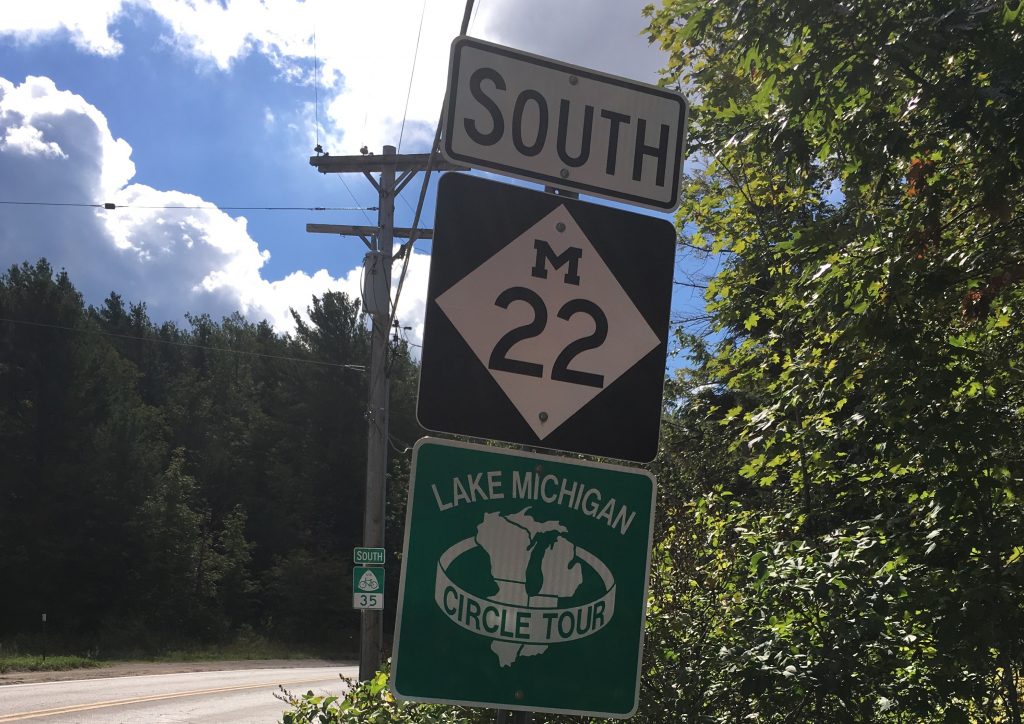 SOUTH
M
22
LAKE MICHIGAN
CIRCLE TOUR
SOUTH
35